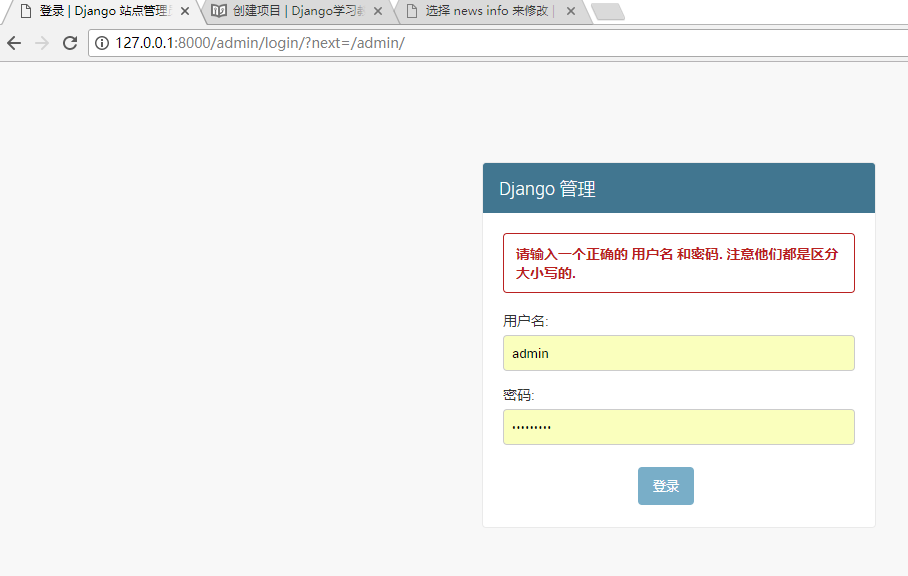 登录 | Django 站点管理
创建项目 | Django学习
选择 news info 来修改 |
127.0.0.1:8000/admin/login/?next=/admin/
Django 管理
请输入一个正确的 用户名 和密码. 注意他们都是区分
大小写的.
用户名:
admin
密码:
•••••••••
登录